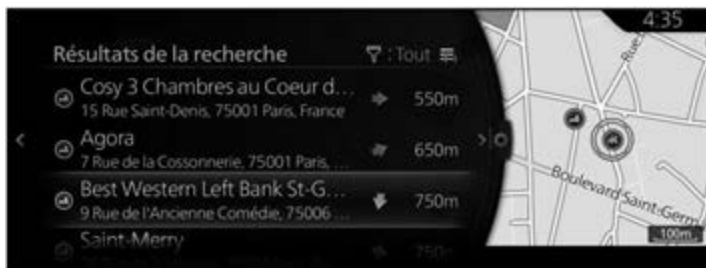 4:35
Résultats de la recherche : Tout
Cosy 3 Chambres au Coeur d...
15 Rue Saint-Denis, 75001 Paris, France
550m
Agora
7 Rue de la Cossonnerie, 75001 Paris, ...
650m
Best Western Left Bank St-G...
9 Rue de l'Ancienne Comédie, 75006 ...
750m
Saint-Merry
750m
Boulevard Saint-Germ
100m